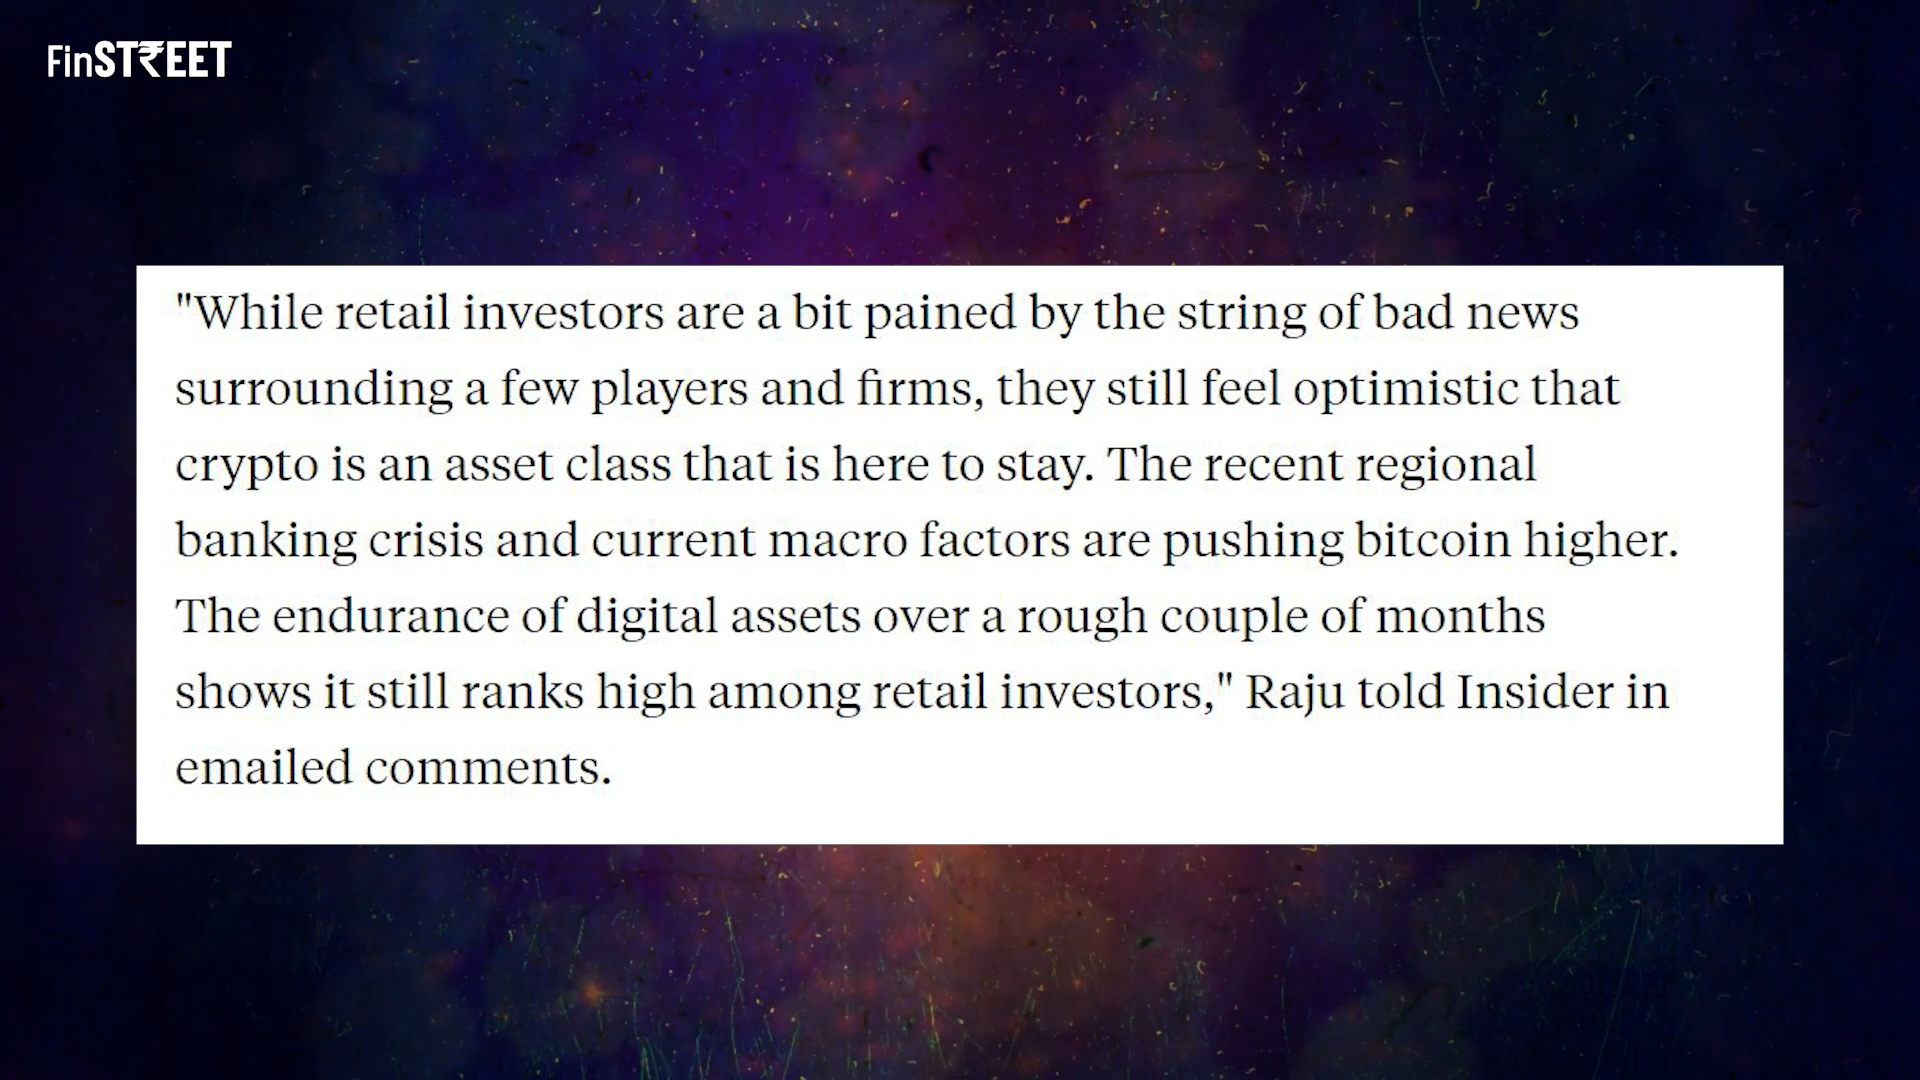 FinST₹EET
"While retail investors are a bit pained by the string of bad news
surrounding a few players and firms, they still feel optimistic that
crypto is an asset class that is here to stay. The recent regional
banking crisis and current macro factors are pushing bitcoin higher.
The endurance of digital assets over a rough couple of months
shows it still ranks high among retail investors," Raju told Insider in
emailed comments.